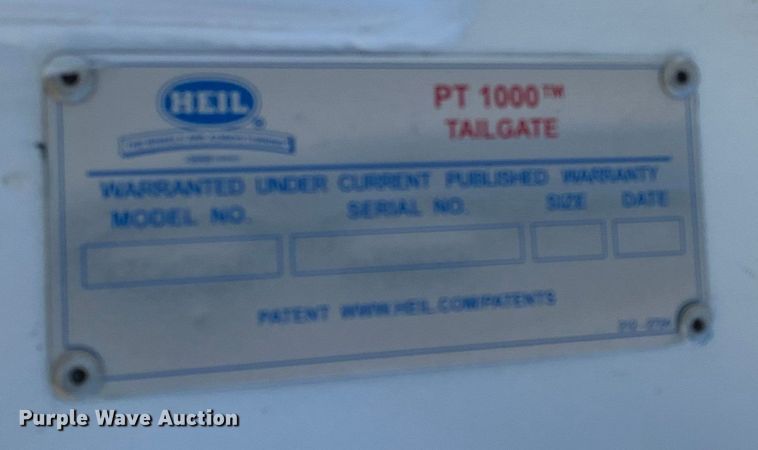 HEIL
®
PT 1000™
TAILGATE
WARRANTED UNDER CURRENT PUBLISHED WARRANTY
MODEL NO. SERIAL NO. SIZE DATE
PATENT WWW.HEIL.COM/PATENTS
Purple Wave Auction